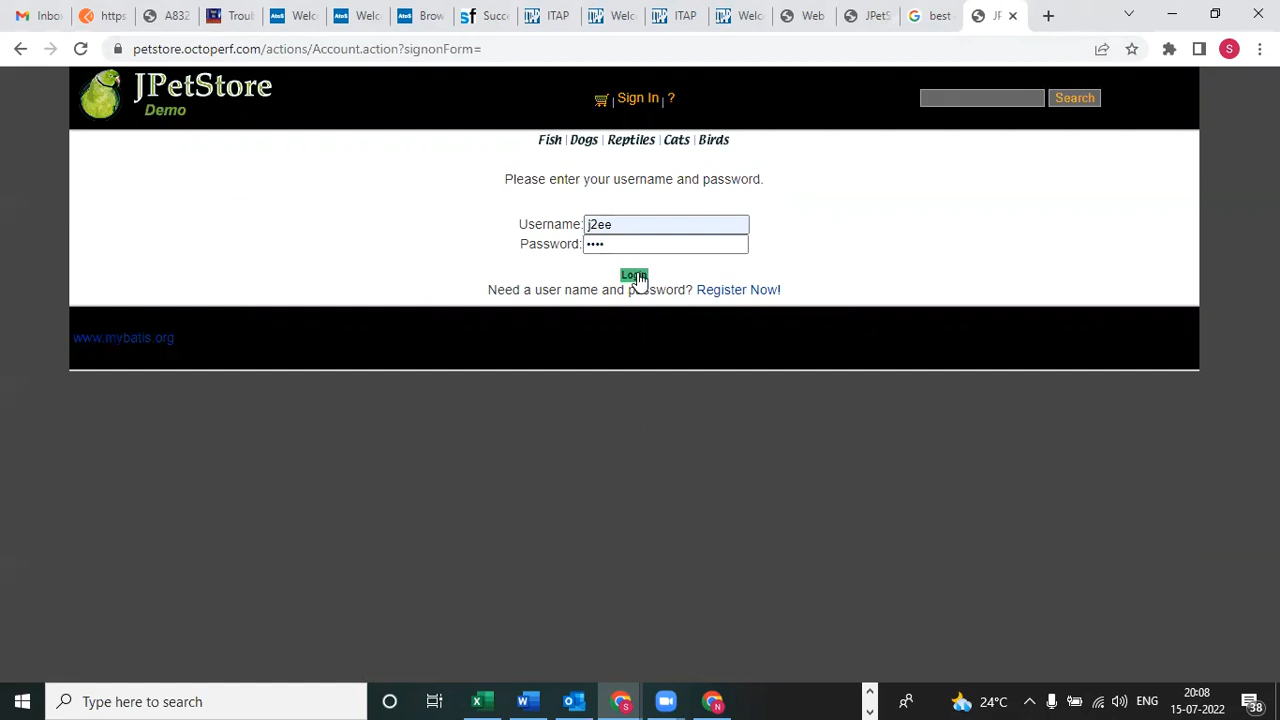 Inbo
https
A832
Troul
Welc
Welc
Brow
Succ
ITAP
Welc
ITAP
Welc
Web
JPetS
best
JF
petstore.octoperf.com/actions/Account.action?signonForm=
JPetStore
Demo
Sign In | ?
Search
Fish | Dogs | Reptiles | Cats | Birds
Please enter your username and password.
Username: j2ee
Password: ••••
Login
Need a user name and password? Register Now!
www.mybatis.org
Type here to search
24°C
ENG
20:08
15-07-2022
38